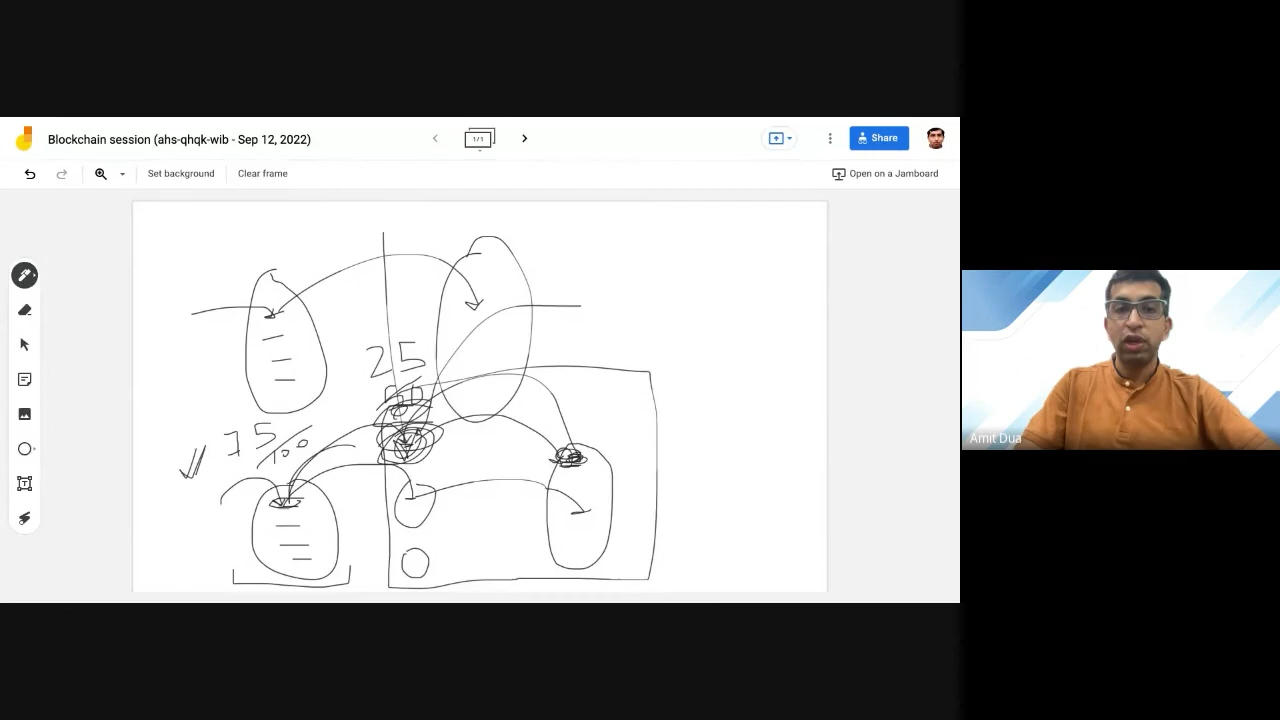 Blockchain session (ahs-qhqk-wib - Sep 12, 2022)
1/1
Share
Set background
Clear frame
Open on a Jamboard
25
75%
Amit Dua